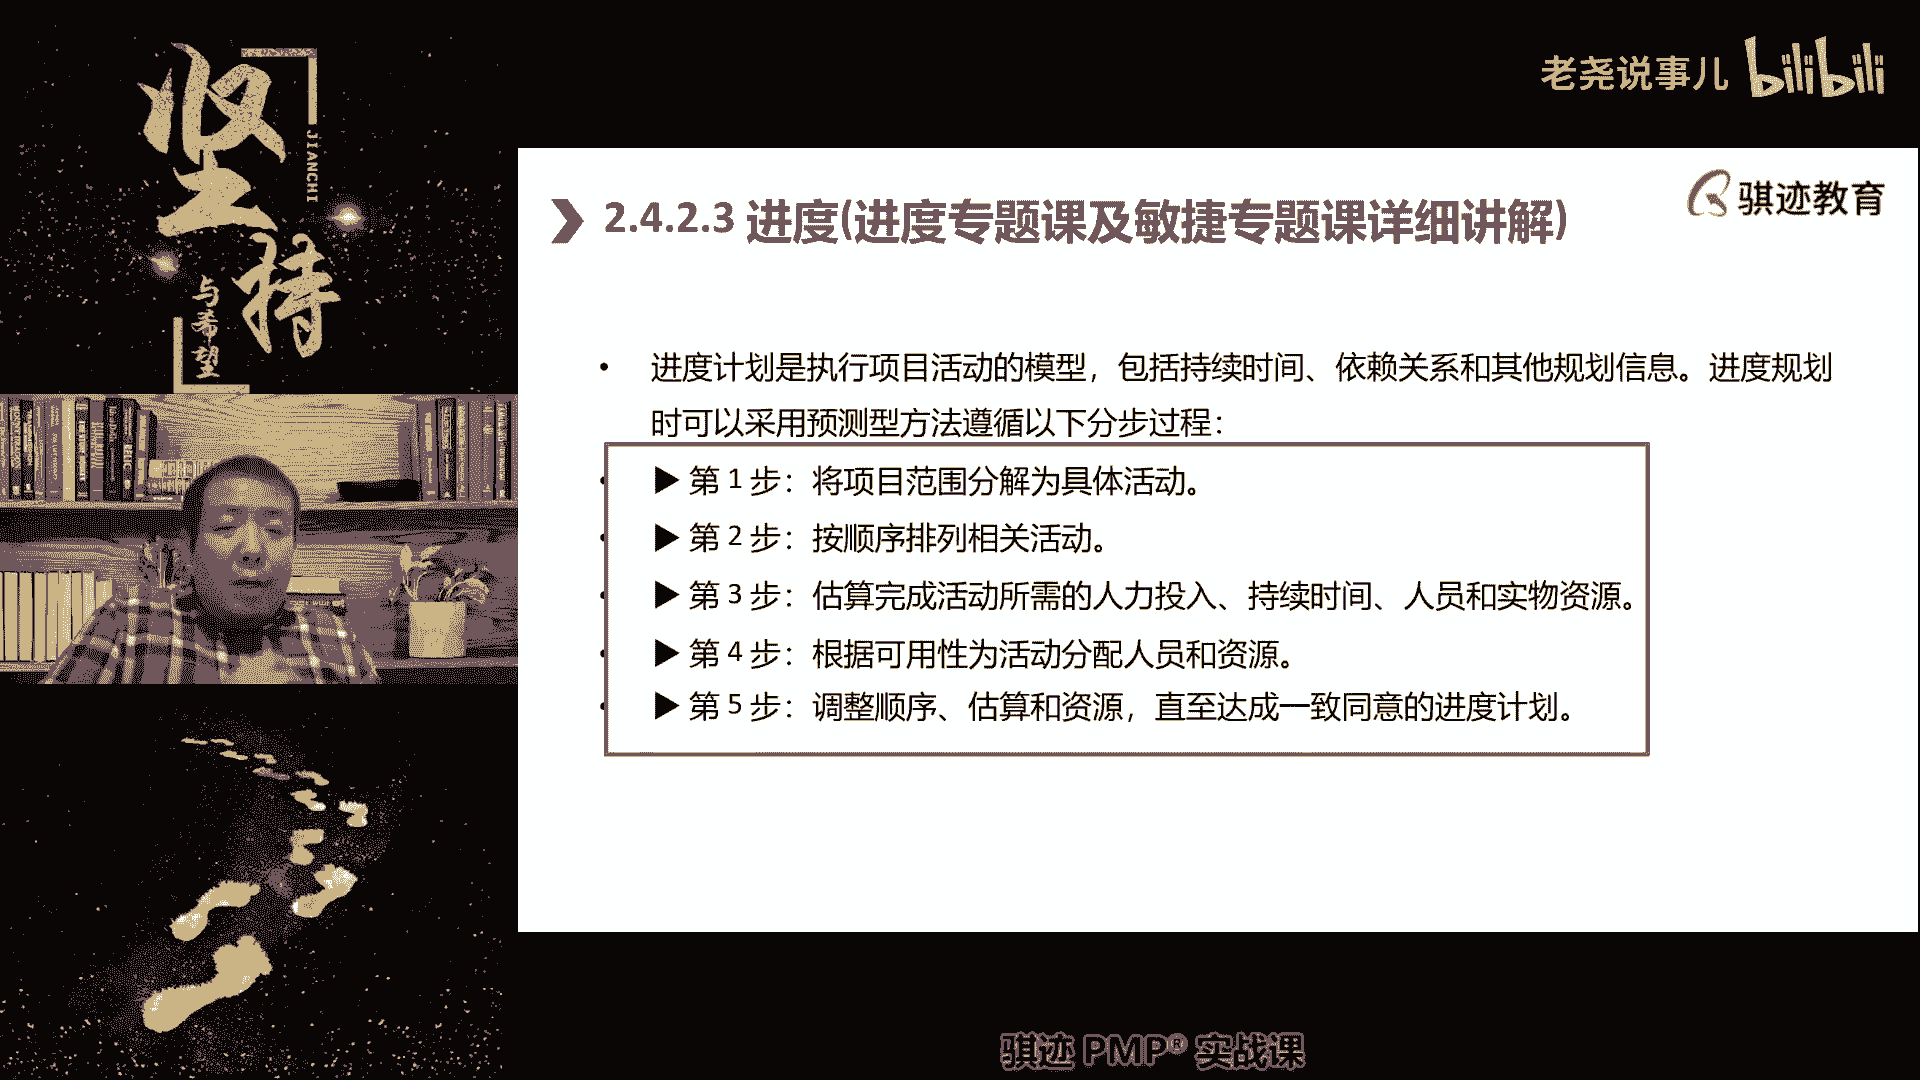 坚持
JIANCHI
与希望
老尧说事儿 bilibili
骐迹教育
2.4.2.3 进度(进度专题课及敏捷专题课详细讲解)
• 进度计划是执行项目活动的模型，包括持续时间、依赖关系和其他规划信息。进度规划
时可以采用预测型方法遵循以下分步过程：
▶ 第 1 步：将项目范围分解为具体活动。
▶ 第 2 步：按顺序排列相关活动。
▶ 第 3 步：估算完成活动所需的人力投入、持续时间、人员和实物资源。
▶ 第 4 步：根据可用性为活动分配人员和资源。
▶ 第 5 步：调整顺序、估算和资源，直至达成一致同意的进度计划。
骐迹 PMP® 实战课